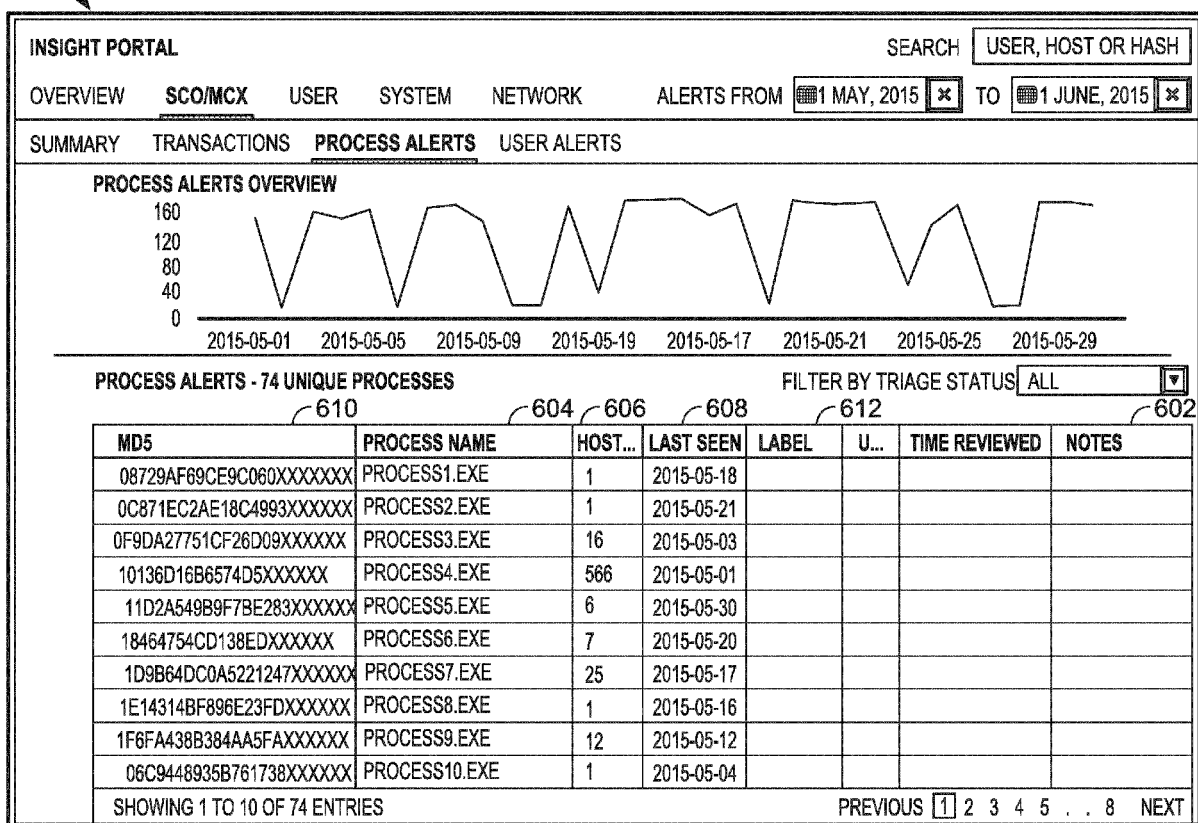 INSIGHT PORTAL SEARCH USER, HOST OR HASH
OVERVIEW SCO/MCX USER SYSTEM NETWORK ALERTS FROM 1 MAY, 2015 TO 1 JUNE, 2015
SUMMARY TRANSACTIONS PROCESS ALERTS USER ALERTS
PROCESS ALERTS OVERVIEW
160
120
80
40
0
2015-05-01 2015-05-05 2015-05-09 2015-05-19 2015-05-17 2015-05-21 2015-05-25 2015-05-29
PROCESS ALERTS - 74 UNIQUE PROCESSES FILTER BY TRIAGE STATUS ALL
610 604 606 608 612 602
MD5 PROCESS NAME HOST... LAST SEEN LABEL U... TIME REVIEWED NOTES
08729AF69CE9C060XXXXXXX PROCESS1.EXE 1 2015-05-18
0C871EC2AE18C4993XXXXXX PROCESS2.EXE 1 2015-05-21
0F9DA27751CF26D09XXXXXX PROCESS3.EXE 16 2015-05-03
10136D16B6574D5XXXXXX PROCESS4.EXE 566 2015-05-01
11D2A549B9F7BE283XXXXXX PROCESS5.EXE 6 2015-05-30
18464754CD138EDXXXXXX PROCESS6.EXE 7 2015-05-20
1D9B64DC0A5221247XXXXXX PROCESS7.EXE 25 2015-05-17
1E14314BF896E23FDXXXXXX PROCESS8.EXE 1 2015-05-16
1F6FA438B384AA5FAXXXXXX PROCESS9.EXE 12 2015-05-12
06C9448935B761738XXXXXX PROCESS10.EXE 1 2015-05-04
SHOWING 1 TO 10 OF 74 ENTRIES PREVIOUS 1 2 3 4 5 . . 8 NEXT